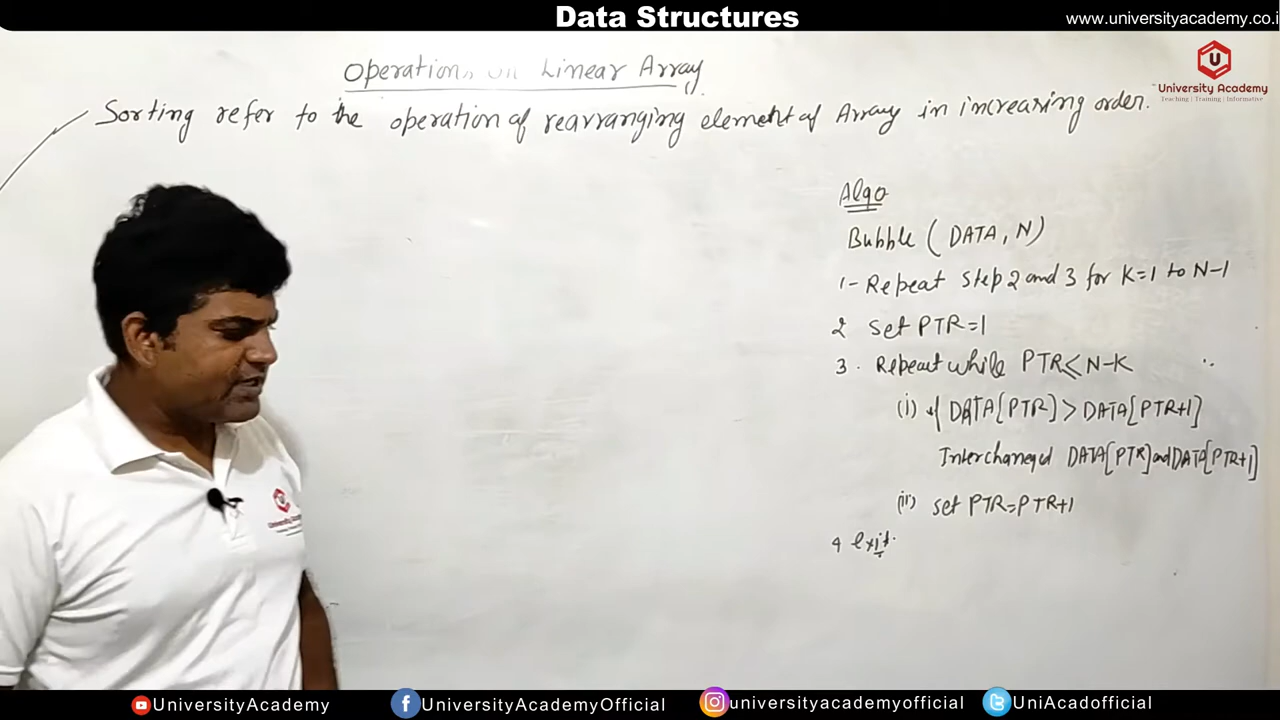 Data Structures
www.universityacademy.co.i
University Academy
Teaching | Training | Informative
Operations on Linear Array
Sorting refer to the operation of rearranging element of Array in increasing order.
Algo
Bubble ( DATA, N)
1- Repeat Step 2 and 3 for K=1 to N-1
2 Set PTR=1
3. Repeat while PTR≤N-K
(i) if DATA[PTR] > DATA[PTR+1]
Interchanged DATA[PTR] and DATA[PTR+1]
(ii) set PTR=PTR+1
4 exit.
UniversityAcademy
UniversityAcademyOfficial
universityacademyofficial
UniAcadofficial